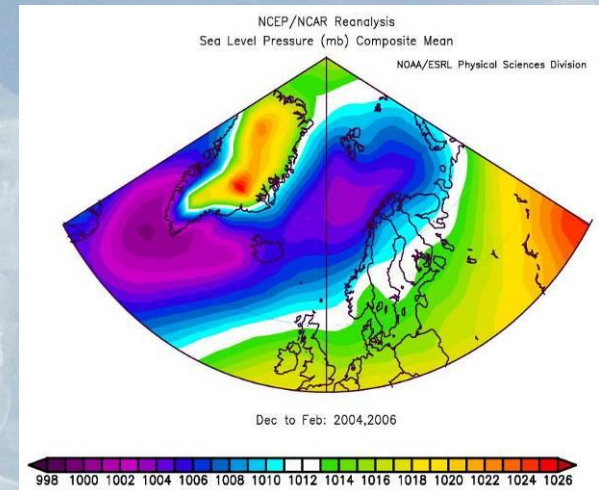 NCEP/NCAR Reanalysis
Sea Level Pressure (mb) Composite Mean
NOAA/ESRL Physical Sciences Division
Dec to Feb: 2004,2006
998 1000 1002 1004 1006 1008 1010 1012 1014 1016 1018 1020 1022 1024 1026